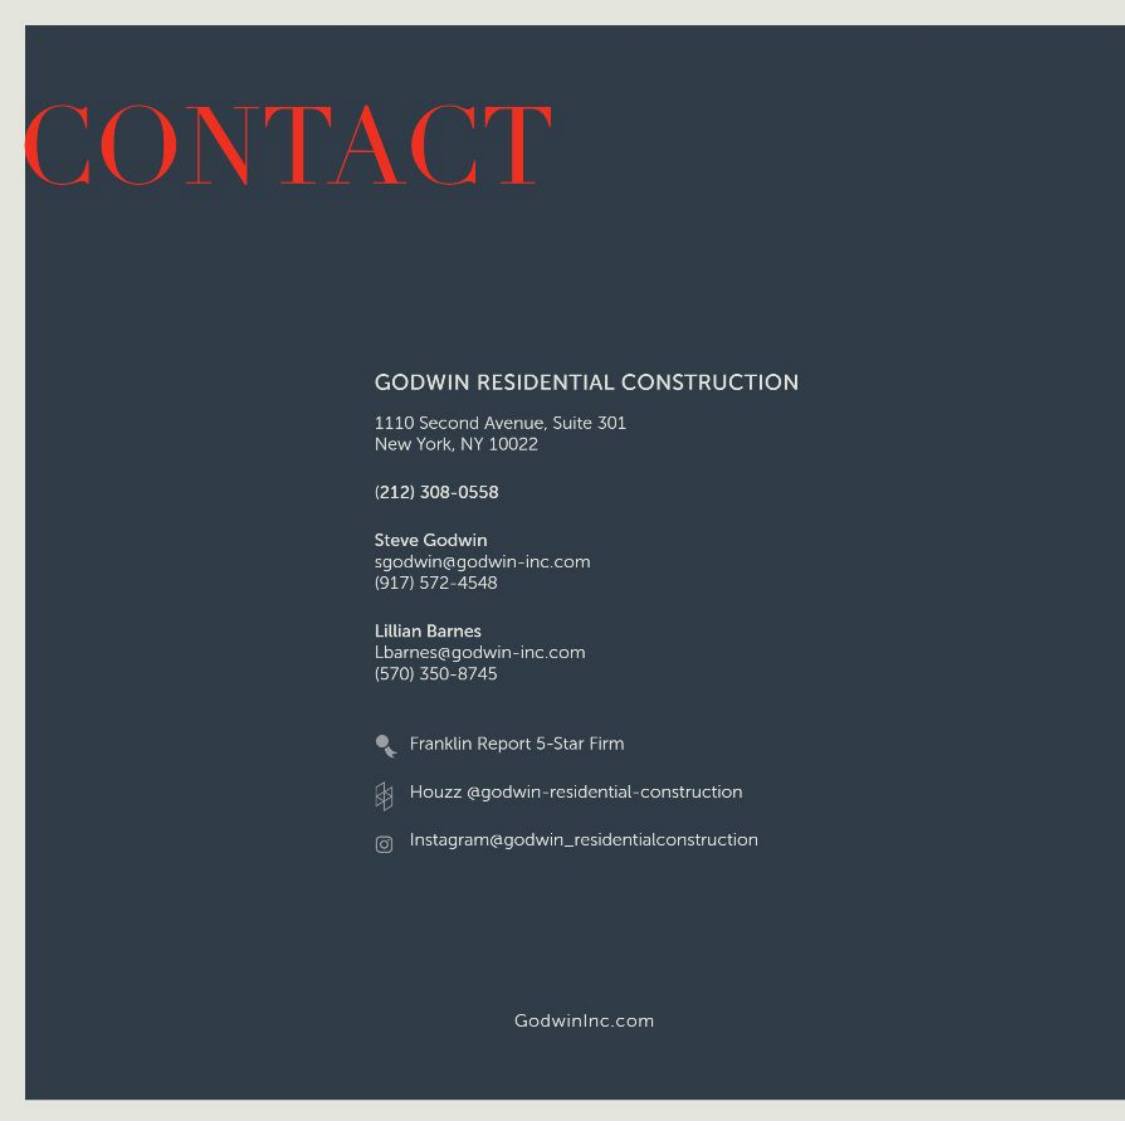 CONTACT
GODWIN RESIDENTIAL CONSTRUCTION
1110 Second Avenue, Suite 301
New York, NY 10022
(212) 308-0558
Steve Godwin
sgodwin@godwin-inc.com
(917) 572-4548
Lillian Barnes
Lbarnes@godwin-inc.com
(570) 350-8745
Franklin Report 5-Star Firm
Houzz @godwin-residential-construction
Instagram@godwin_residentialconstruction
GodwinInc.com